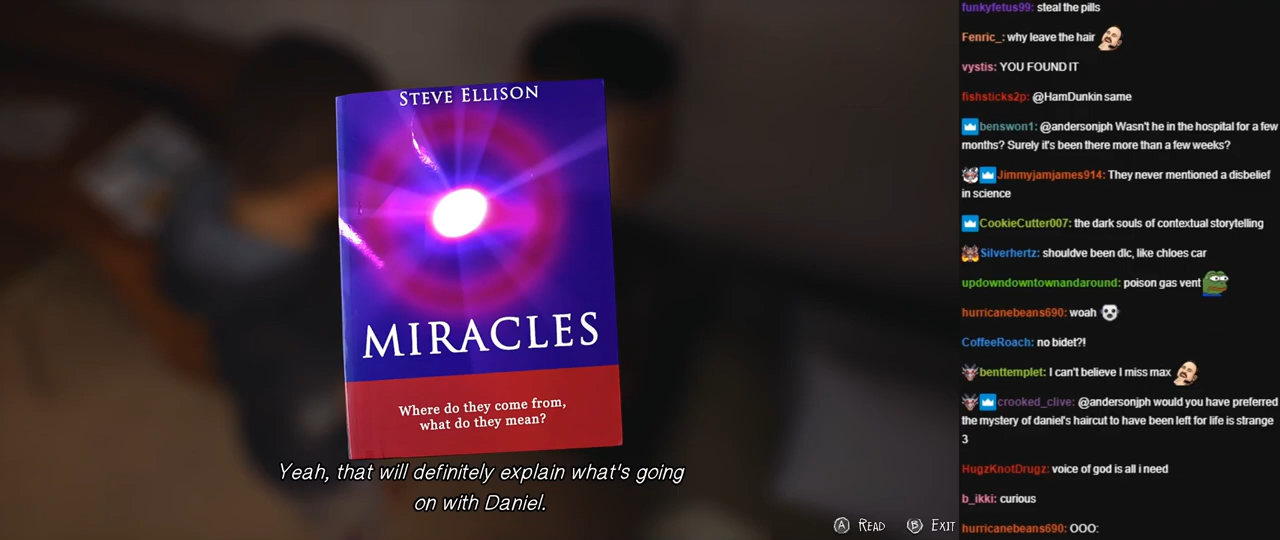 STEVE ELLISON
MIRACLES
Where do they come from,
what do they mean?
Yeah, that will definitely explain what's going
on with Daniel.
A READ B EXIT
funkyfetus99: steal the pills
Fenric_: why leave the hair
vystis: YOU FOUND IT
fishsticks2p: @HamDunkin same
benswon1: @andersonjph Wasn't he in the hospital for a few
months? Surely it's been there more than a few weeks?
Jimmyjamjames914: They never mentioned a disbelief
in science
CookieCutter007: the dark souls of contextual storytelling
Silverhertz: shouldve been dlc, like chloes car
updowndowntownandaround: poison gas vent
hurricanebeans690: woah
CoffeeRoach: no bidet?!
benttemplet: I can't believe I miss max
crooked_clive: @andersonjph would you have preferred
the mystery of daniel's haircut to have been left for life is strange
3
HugzKnotDrugz: voice of god is all i need
b_ikki: curious
hurricanebeans690: OOO: